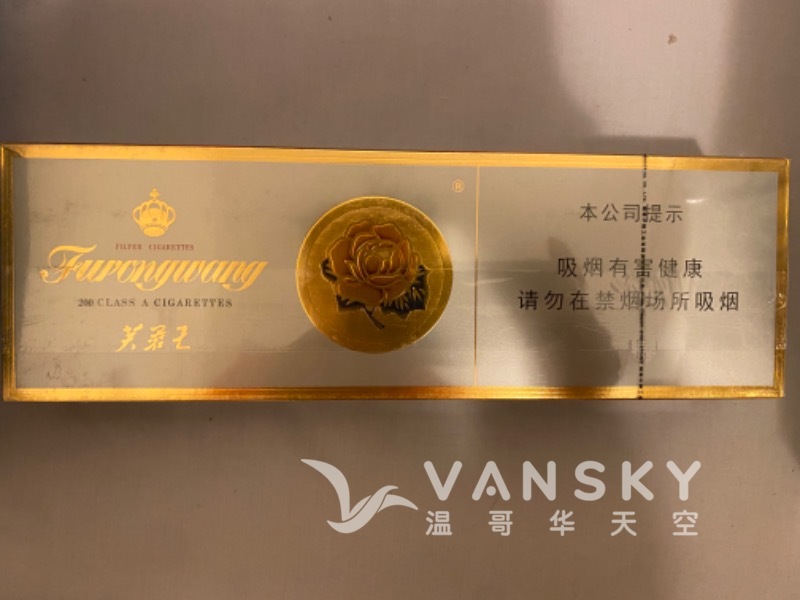 ®
FILTER CIGARETTES
Furongwang
200 CLASS A CIGARETTES
芙蓉王
本公司提示
吸烟有害健康
请勿在禁烟场所吸烟
VANSKY
温哥华天空